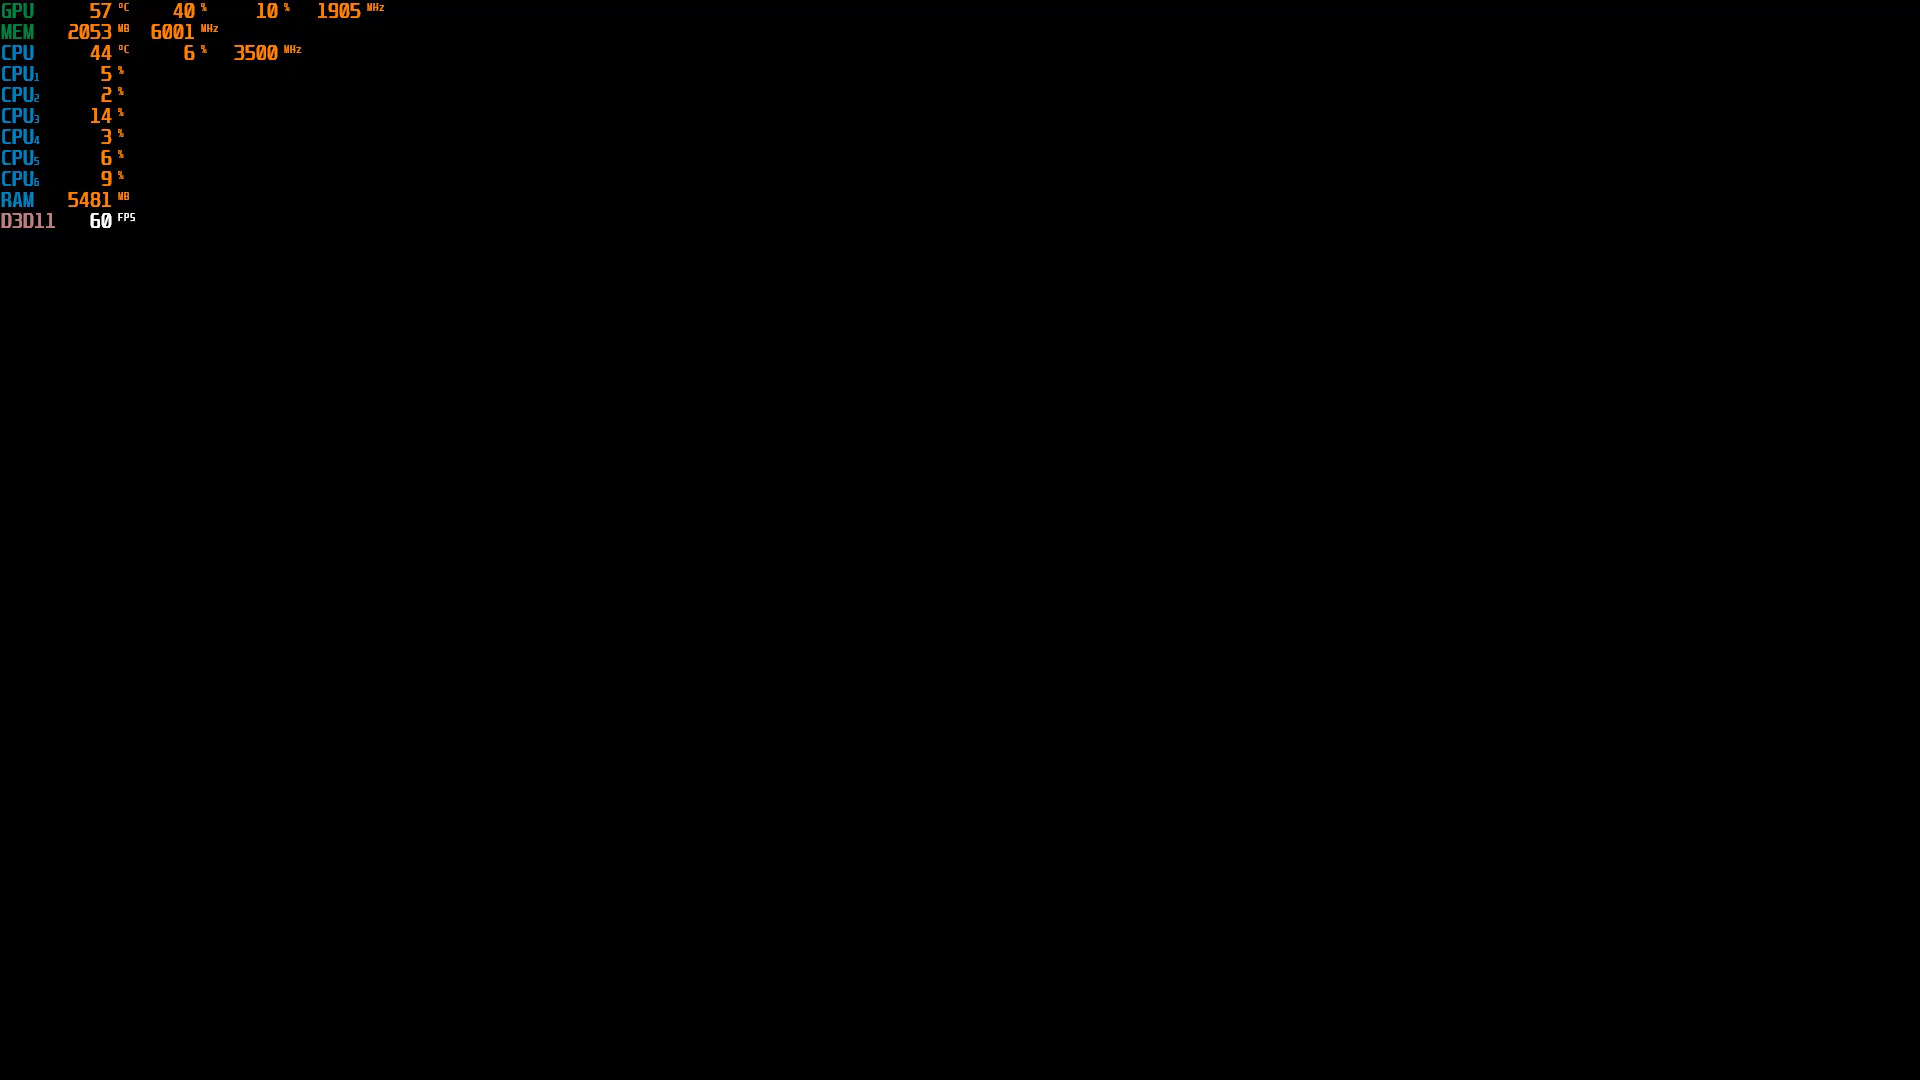 GPU 57 °C 40 % 10 % 1905 MHz
MEM 2053 MB 6001 MHz
CPU 44 °C 6 % 3500 MHz
CPU1 5 %
CPU2 2 %
CPU3 14 %
CPU4 3 %
CPU5 6 %
CPU6 9 %
RAM 5481 MB
D3D11 60 FPS